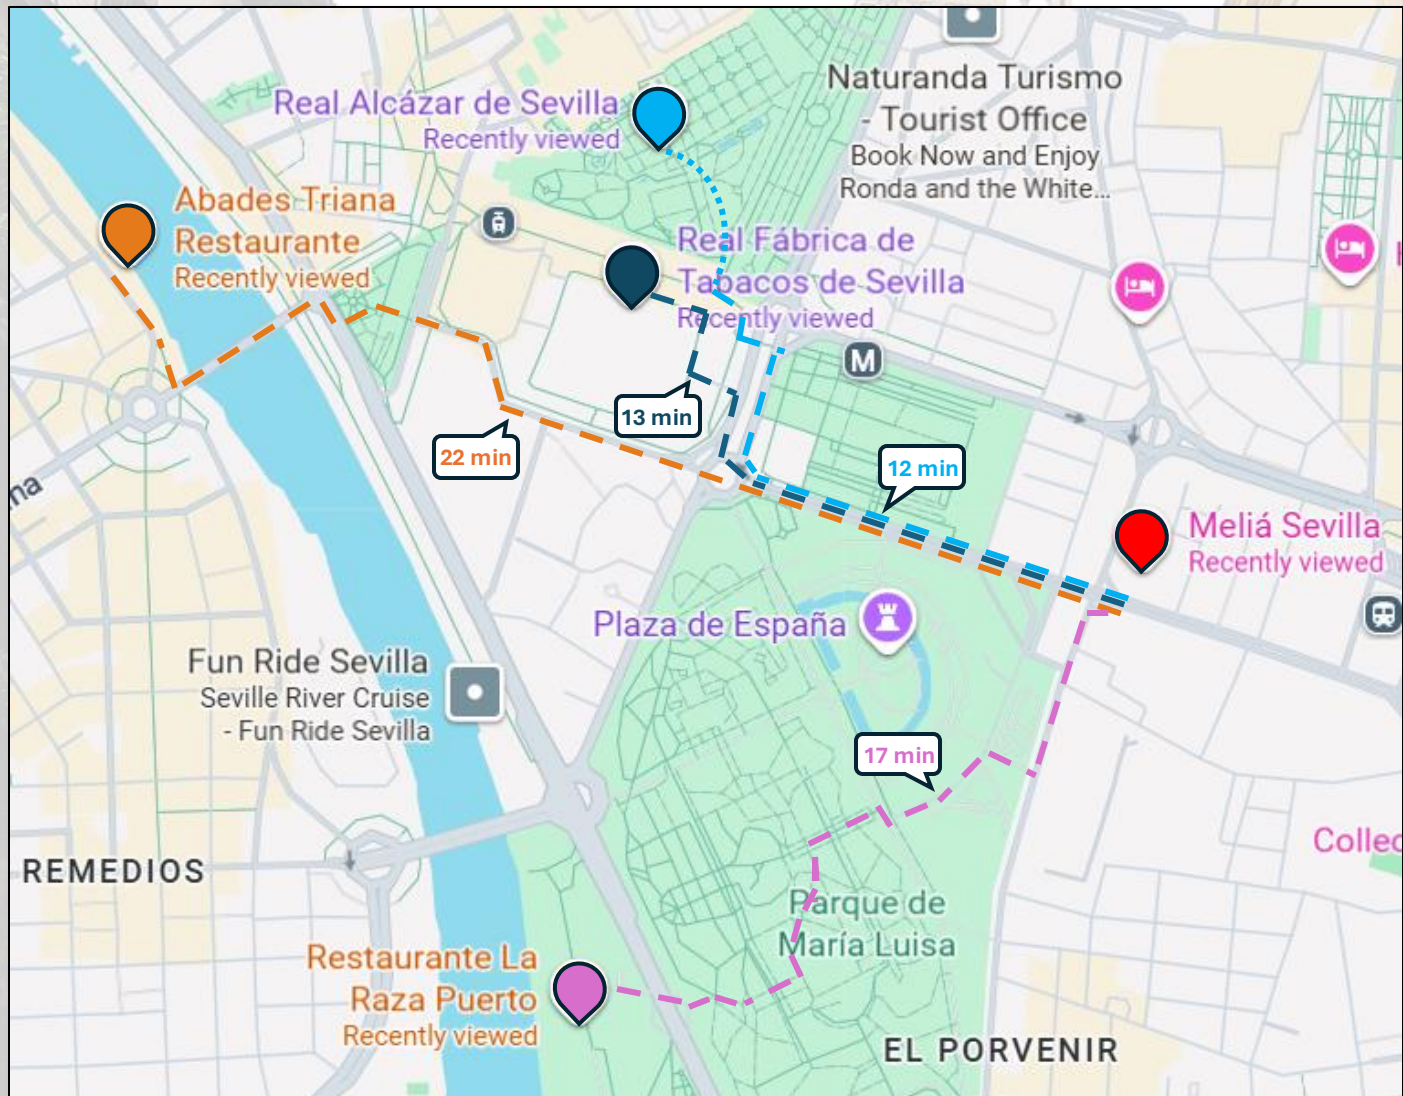 Naturanda Turismo
- Tourist Office
Book Now and Enjoy
Ronda and the White...
Real Alcázar de Sevilla
Recently viewed
Abades Triana
Restaurante
Recently viewed
Real Fábrica de
Tabacos de Sevilla
Recently viewed
M
13 min
22 min
12 min
Meliá Sevilla
Recently viewed
Plaza de España
Fun Ride Sevilla
Seville River Cruise
- Fun Ride Sevilla
17 min
Collec
REMEDIOS
Parque de
María Luisa
Restaurante La
Raza Puerto
Recently viewed
EL PORVENIR